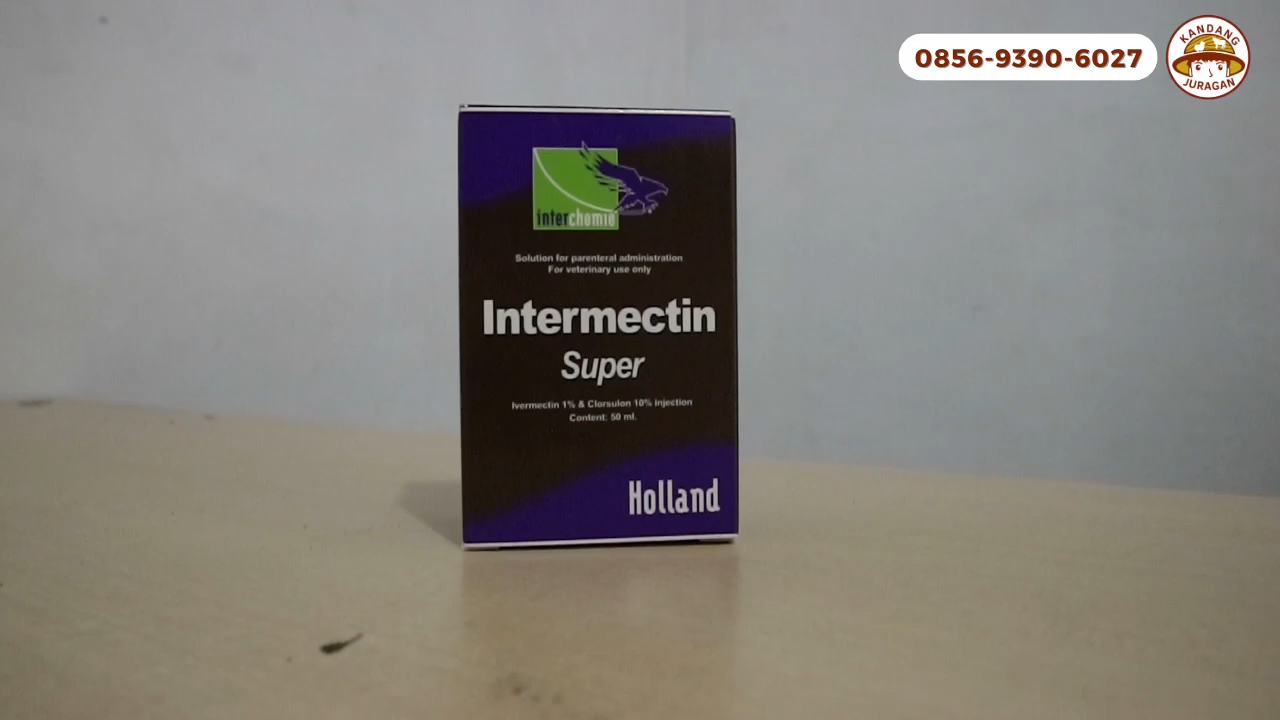 0856-9390-6027
KANDANG
JURAGAN
interchemie
Solution for parenteral administration
For veterinary use only
Intermectin
Super
Ivermectin 1% & Clorsulon 10% injection
Content: 50 ml.
Holland